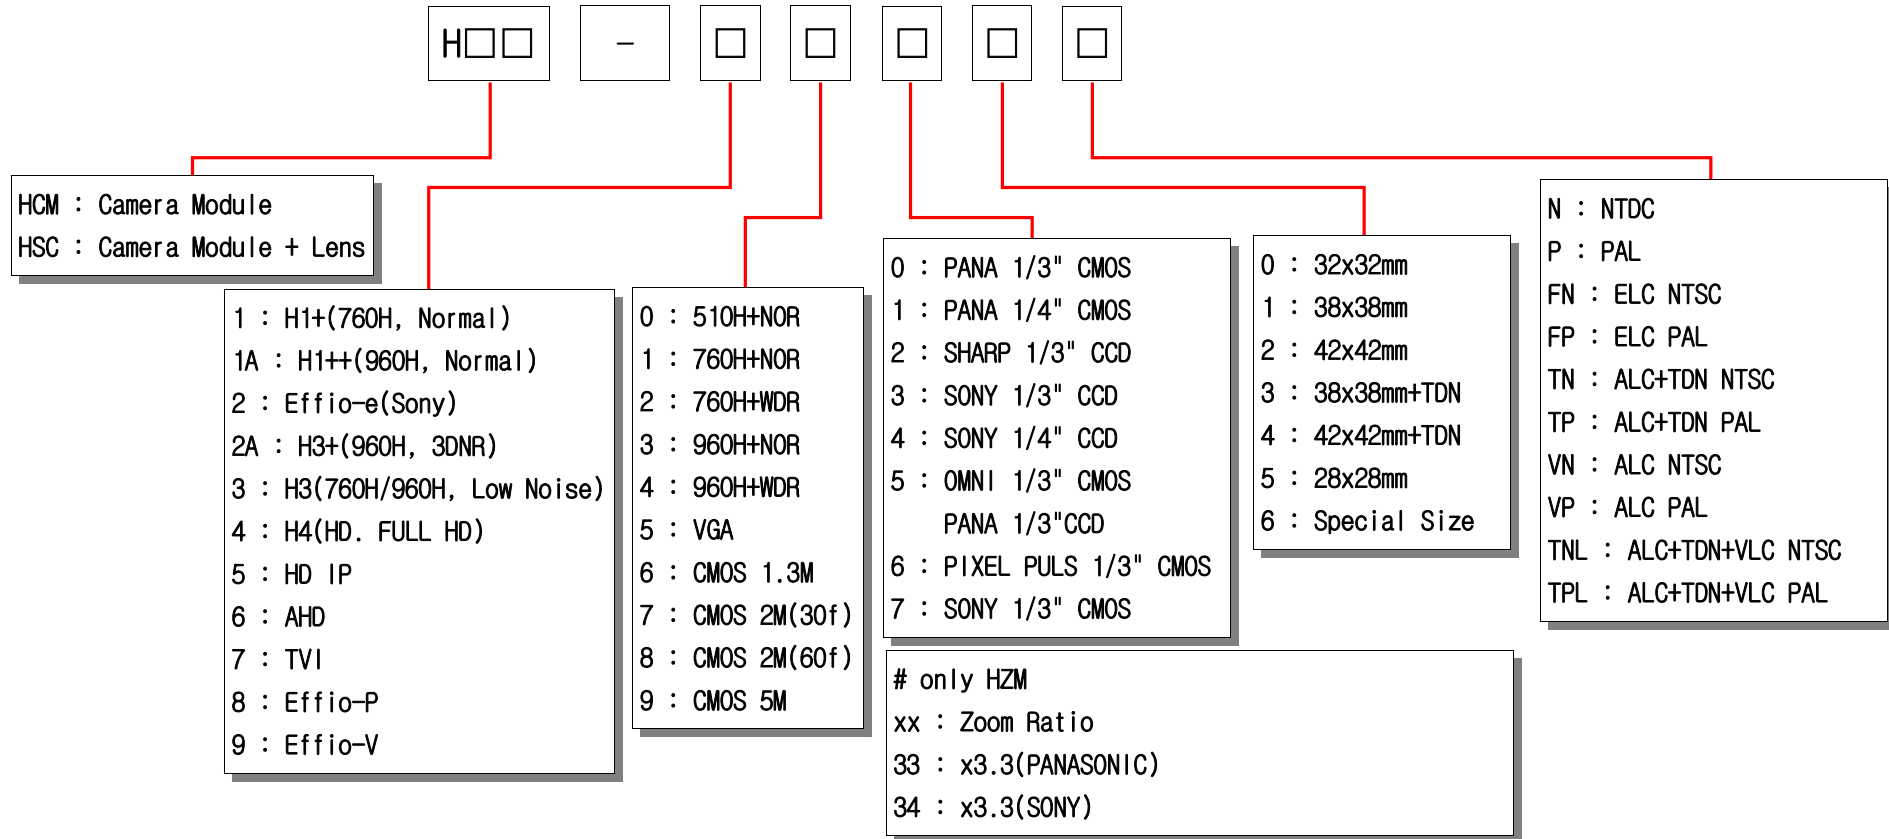 H□□ - □ □ □ □ □
HCM : Camera Module
HSC : Camera Module + Lens
1 : H1+(760H, Normal)
1A : H1++(960H, Normal)
2 : Effio-e(Sony)
2A : H3+(960H, 3DNR)
3 : H3(760H/960H, Low Noise)
4 : H4(HD. FULL HD)
5 : HD IP
6 : AHD
7 : TVI
8 : Effio-P
9 : Effio-V
0 : 510H+NOR
1 : 760H+NOR
2 : 760H+WDR
3 : 960H+NOR
4 : 960H+WDR
5 : VGA
6 : CMOS 1.3M
7 : CMOS 2M(30f)
8 : CMOS 2M(60f)
9 : CMOS 5M
0 : PANA 1/3" CMOS
1 : PANA 1/4" CMOS
2 : SHARP 1/3" CCD
3 : SONY 1/3" CCD
4 : SONY 1/4" CCD
5 : OMNI 1/3" CMOS
PANA 1/3"CCD
6 : PIXEL PULS 1/3" CMOS
7 : SONY 1/3" CMOS
# only HZM
xx : Zoom Ratio
33 : x3.3(PANASONIC)
34 : x3.3(SONY)
0 : 32x32mm
1 : 38x38mm
2 : 42x42mm
3 : 38x38mm+TDN
4 : 42x42mm+TDN
5 : 28x28mm
6 : Special Size
N : NTDC
P : PAL
FN : ELC NTSC
FP : ELC PAL
TN : ALC+TDN NTSC
TP : ALC+TDN PAL
VN : ALC NTSC
VP : ALC PAL
TNL : ALC+TDN+VLC NTSC
TPL : ALC+TDN+VLC PAL